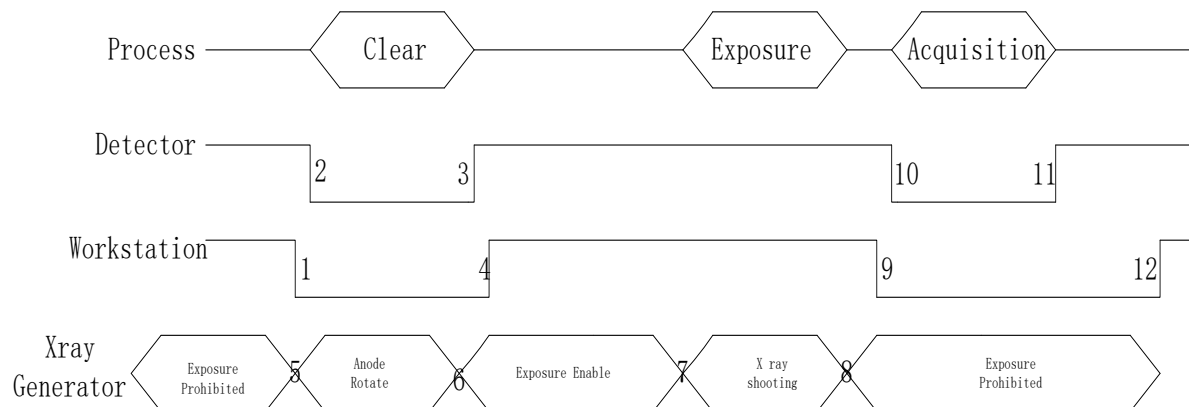 Process Clear Exposure Acquisition
Detector 2 3 10 11
Workstation 1 4 9 12
Xray
Generator
Exposure
Prohibited
5
Anode
Rotate
6
Exposure Enable
7
X ray
shooting
8
Exposure
Prohibited